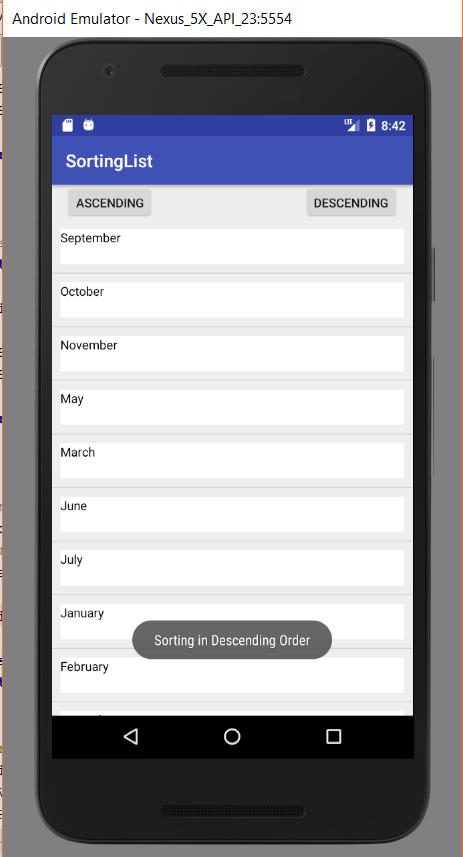 Android Emulator - Nexus_5X_API_23:5554
LTE 8:42
SortingList
ASCENDING DESCENDING
September
October
November
May
March
June
July
January
Sorting in Descending Order
February